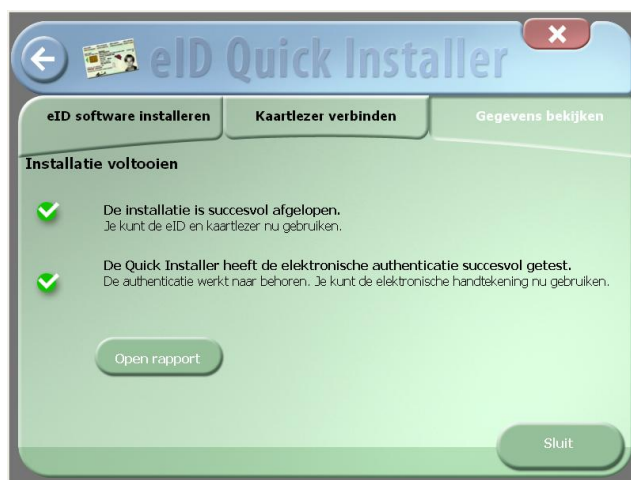 eID Quick Installer
eID software installeren
Kaartlezer verbinden
Gegevens bekijken
Installatie voltooien
De installatie is succesvol afgelopen.
Je kunt de eID en kaartlezer nu gebruiken.
De Quick Installer heeft de elektronische authenticatie succesvol getest.
De authenticatie werkt naar behoren. Je kunt de elektronische handtekening nu gebruiken.
Open rapport
Sluit